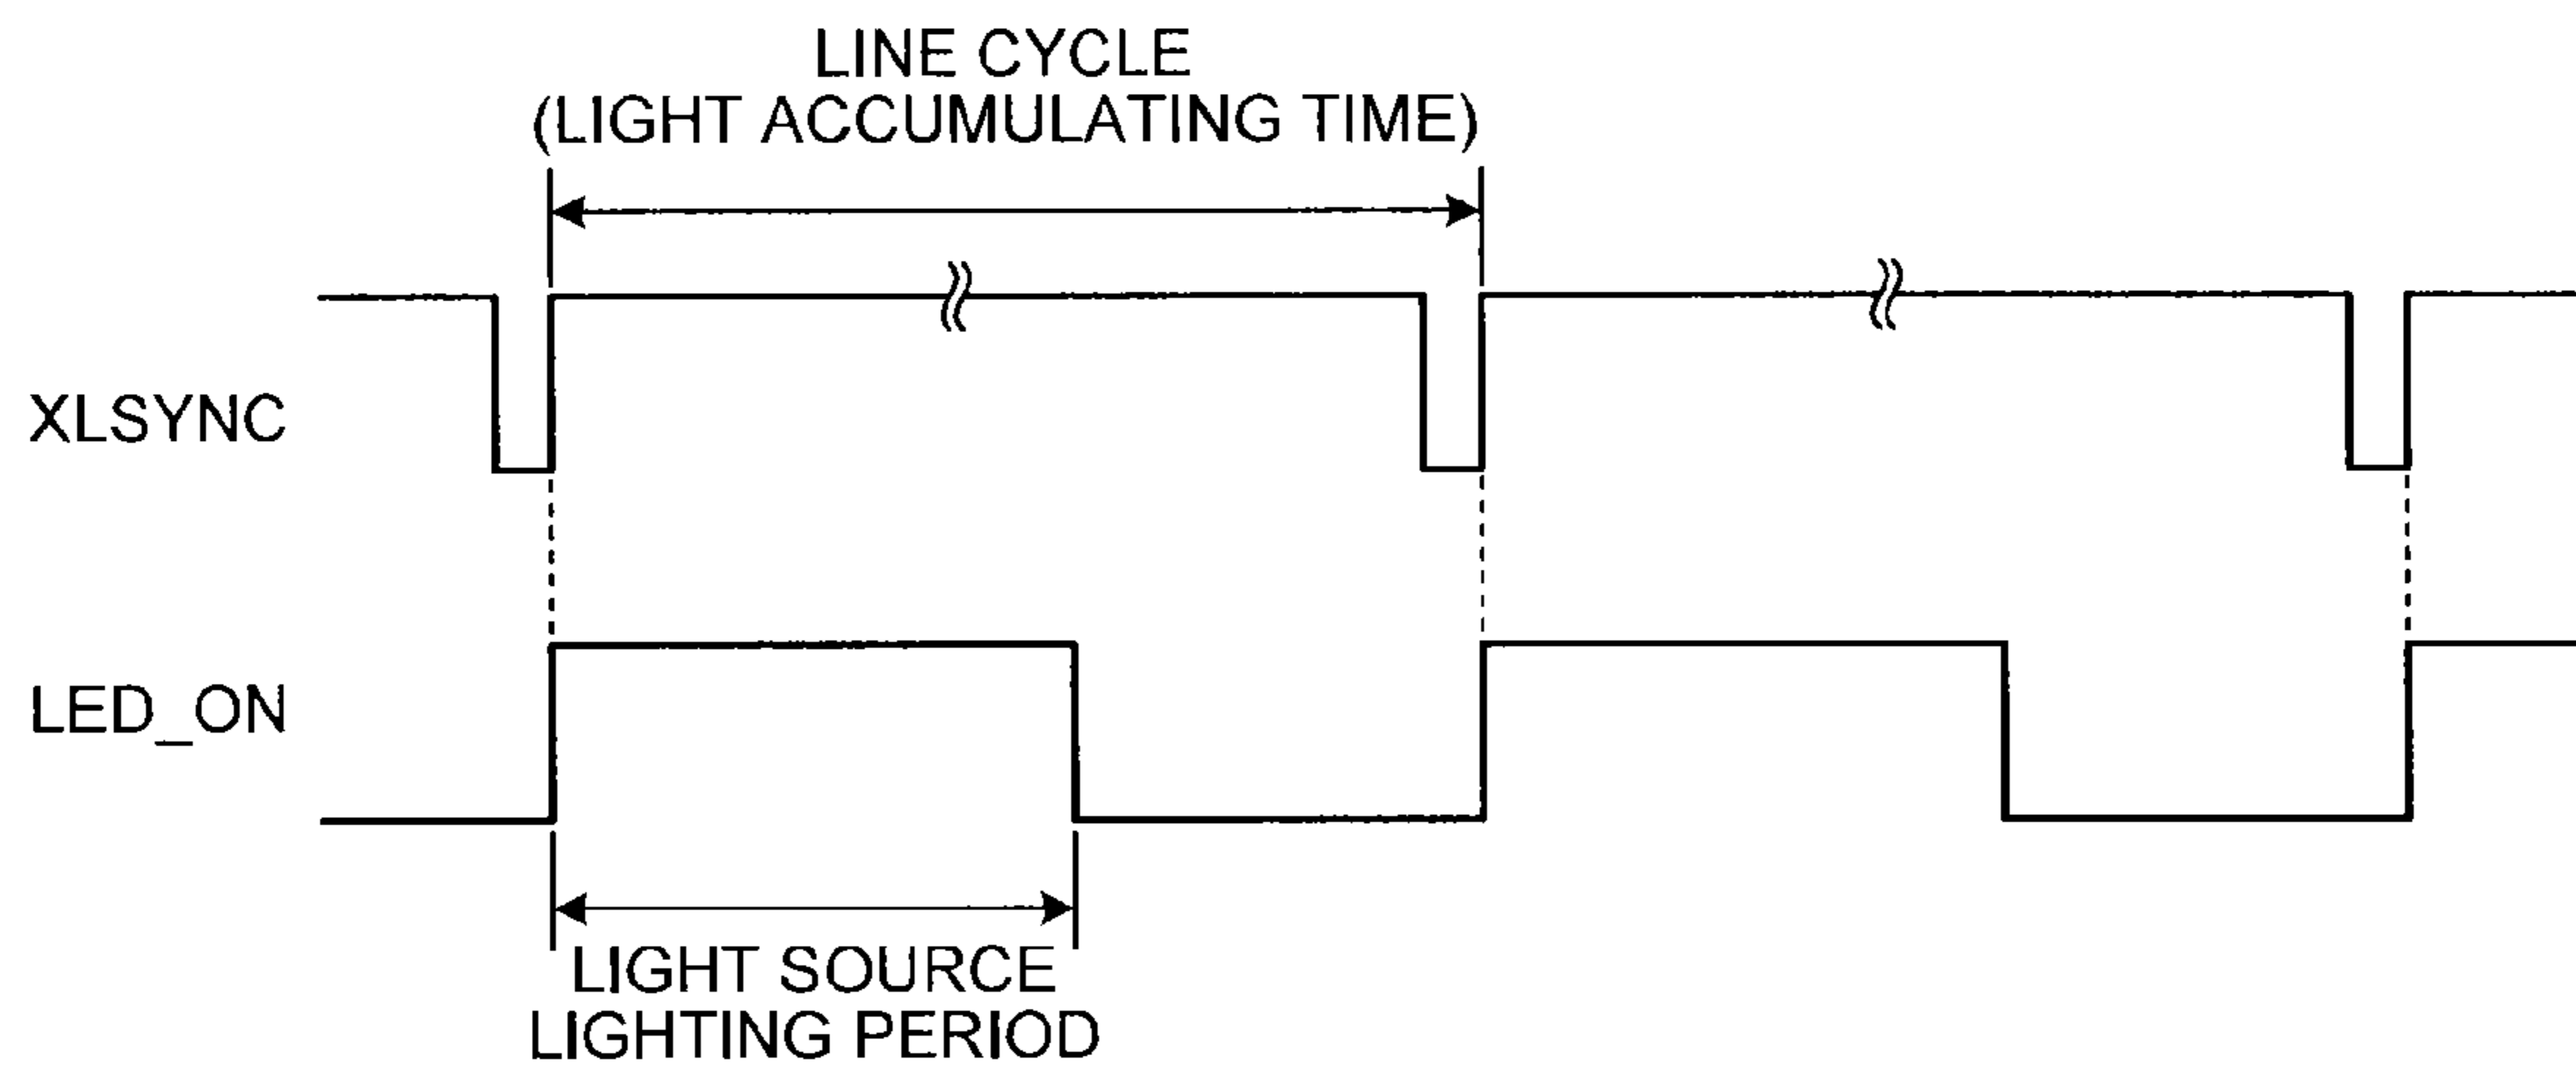 LINE CYCLE
(LIGHT ACCUMULATING TIME)
XLSYNC
LED_ON
LIGHT SOURCE
LIGHTING PERIOD